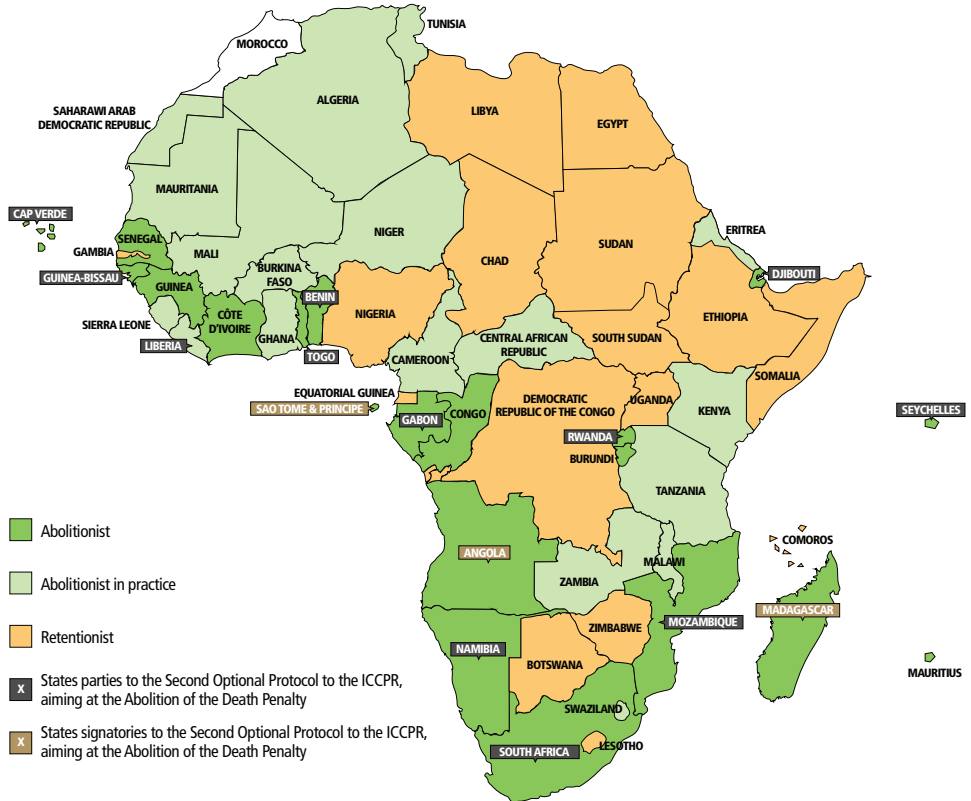 TUNISIA
MOROCCO
ALGERIA
LIBYA
EGYPT
SAHARAWI ARAB
DEMOCRATIC REPUBLIC
MAURITANIA
CAP VERDE
SENEGAL
GAMBIA
MALI
NIGER
CHAD
SUDAN
ERITREA
DJIBOUTI
GUINEA-BISSAU
GUINEA
BURKINA
FASO
BENIN
NIGERIA
ETHIOPIA
CÔTE
D'IVOIRE
SIERRA LEONE
LIBERIA
GHANA
TOGO
CAMEROON
CENTRAL AFRICAN
REPUBLIC
SOUTH SUDAN
SOMALIA
EQUATORIAL GUINEA
SAO TOME & PRINCIPE
GABON
CONGO
DEMOCRATIC
REPUBLIC OF THE CONGO
UGANDA
KENYA
SEYCHELLES
RWANDA
BURUNDI
TANZANIA
COMOROS
ANGOLA
ZAMBIA
MALAWI
MADAGASCAR
MOZAMBIQUE
ZIMBABWE
NAMIBIA
BOTSWANA
MAURITIUS
SWAZILAND
SOUTH AFRICA
LESOTHO
Abolitionist
Abolitionist in practice
Retentionist
X States parties to the Second Optional Protocol to the ICCPR,
aiming at the Abolition of the Death Penalty
X States signatories to the Second Optional Protocol to the ICCPR,
aiming at the Abolition of the Death Penalty